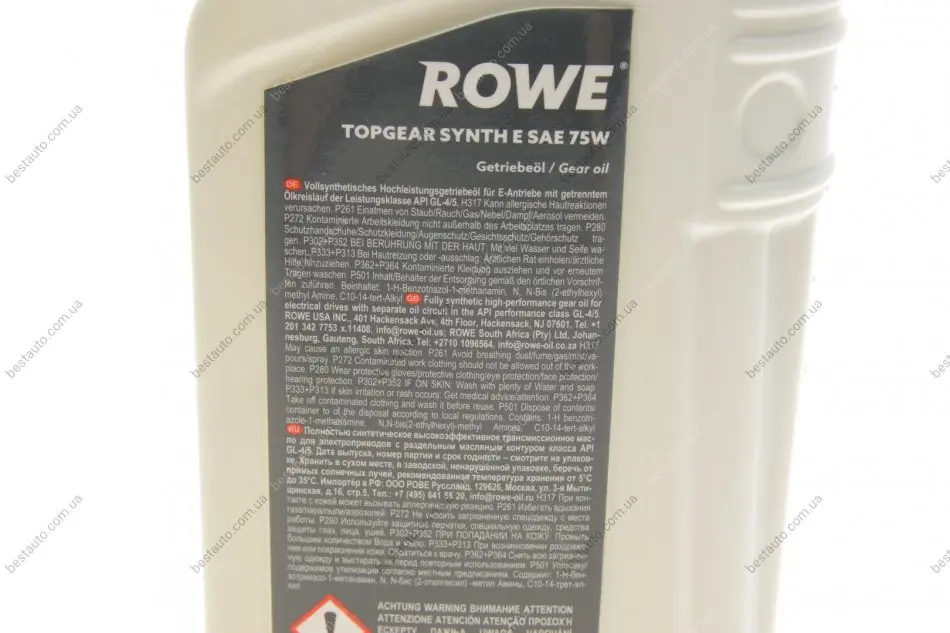 ROWE®
TOPGEAR SYNTH E SAE 75W
Getriebeöl / Gear oil
DE Vollsynthetisches Hochleistungsgetriebeöl für E-Antriebe mit getrenntem
Ölkreislauf der Leistungsklasse API GL-4/5. H317 Kann allergische Hautreaktionen
verursachen. P261 Einatmen von Staub/Rauch/Gas/Nebel/Dampf/Aerosol vermeiden.
P272 Kontaminierte Arbeitskleidung nicht außerhalb des Arbeitsplatzes tragen. P280
Schutzhandschuhe/Schutzkleidung/Augenschutz/Gesichtsschutz/Gehörschutz tra-
gen. P302+P352 BEI BERÜHRUNG MIT DER HAUT: Mit viel Wasser und Seife wa-
schen. P333+P313 Bei Hautreizung oder -ausschlag: Ärztlichen Rat einholen/ärztliche
Hilfe hinzuziehen. P362+P364 Kontaminierte Kleidung ausziehen und vor erneutem
Tragen waschen. P501 Inhalt/Behälter der Entsorgung gemäß den örtlichen Vorschrif-
ten zuführen. Beinhaltet: 1-H-Benzotriazol-1-methanamin, N, N-Bis (2-ethylhexyl)
methyl Amine, C10-14-tert-Alkyl GB Fully synthetic high-performance gear oil for
electrical drives with separate oil circuit in the API performance class GL-4/5.
ROWE USA INC., 401 Hackensack Ave, 4th Floor, Hackensack, NJ 07601, Tel. +1
201 342 7753 x.11408, info@rowe-oil.us; ROWE South Africa (Pty) Ltd, Johan-
nesburg, Gauteng, South Africa, Tel: +2710 1096564, info@rowe-oil.co.za H317
May cause an allergic skin reaction. P261 Avoid breathing dust/fume/gas/mist/va-
pours/spray. P272 Contaminated work clothing should not be allowed out of the work-
place. P280 Wear protective gloves/protective clothing/eye protection/face protection/
hearing protection. P302+P352 IF ON SKIN: Wash with plenty of Water and soap.
P333+P313 If skin irritation or rash occurs: Get medical advice/attention. P362+P364
Take off contaminated clothing and wash it before reuse. P501 Dispose of contents/
container to of the disposal according to local regulations. Contains: 1-H benzotri-
azole-1-methanamine, N,N-bis(2-ethylhexyl)-methyl Amines, C10-14-tert-alkyl
RU Полностью синтетическое высокоэффективное трансмиссионное мас-
ло для электроприводов с раздельным масляным контуром класса API
GL-4/5. Дата выпуска, номер партии и срок годности – смотрите на упаков-
ке. Хранить в сухом месте, в заводской, ненарушенной упаковке, беречь от
прямых солнечных лучей, рекомендованная температура хранения от 5°C
до 35°C. Импортер в РФ: ООО РОВЕ Руссланд, 129626, Москва, ул. 3-я Мыти-
щинская, д.16, стр.5, Тел.: +7 (495) 641 58 20, info@rowe-oil.ru H317 При кон-
такте с кожей может вызывать аллергическую реакцию. P261 Избегать вдыхания
газа/пара/пыли/аэрозолей. P272 Не уносить загрязненную спецодежду с места
работы. P280 Используйте защитные перчатки, специальную одежду, средства
защиты глаз, лица, ушей. P302+P352 ПРИ ПОПАДАНИИ НА КОЖУ: Промыть
большим количеством Вода и мыло. P333+P313 При возникновении раздраже-
ния или покраснения кожи: Обратиться к врачу. P362+P364 Снять всю загрязнен-
ную одежду и выстирать ее перед повторным использованием. P501 Упаковку
подвергнуть утилизации согласно местным предписаниям. Содержит: 1-H-Бен-
зотриазол-1-метанамин, N, N-бис (2-этилгексил) -метил Амины, C10-14-трет-ал-
кил
ACHTUNG WARNING ВНИМАНИЕ ATTENTION
ATTENZIONE ATENCIÓN ATENÇÃO ΠΡΟΣΟΧΉ
bestauto.com.ua